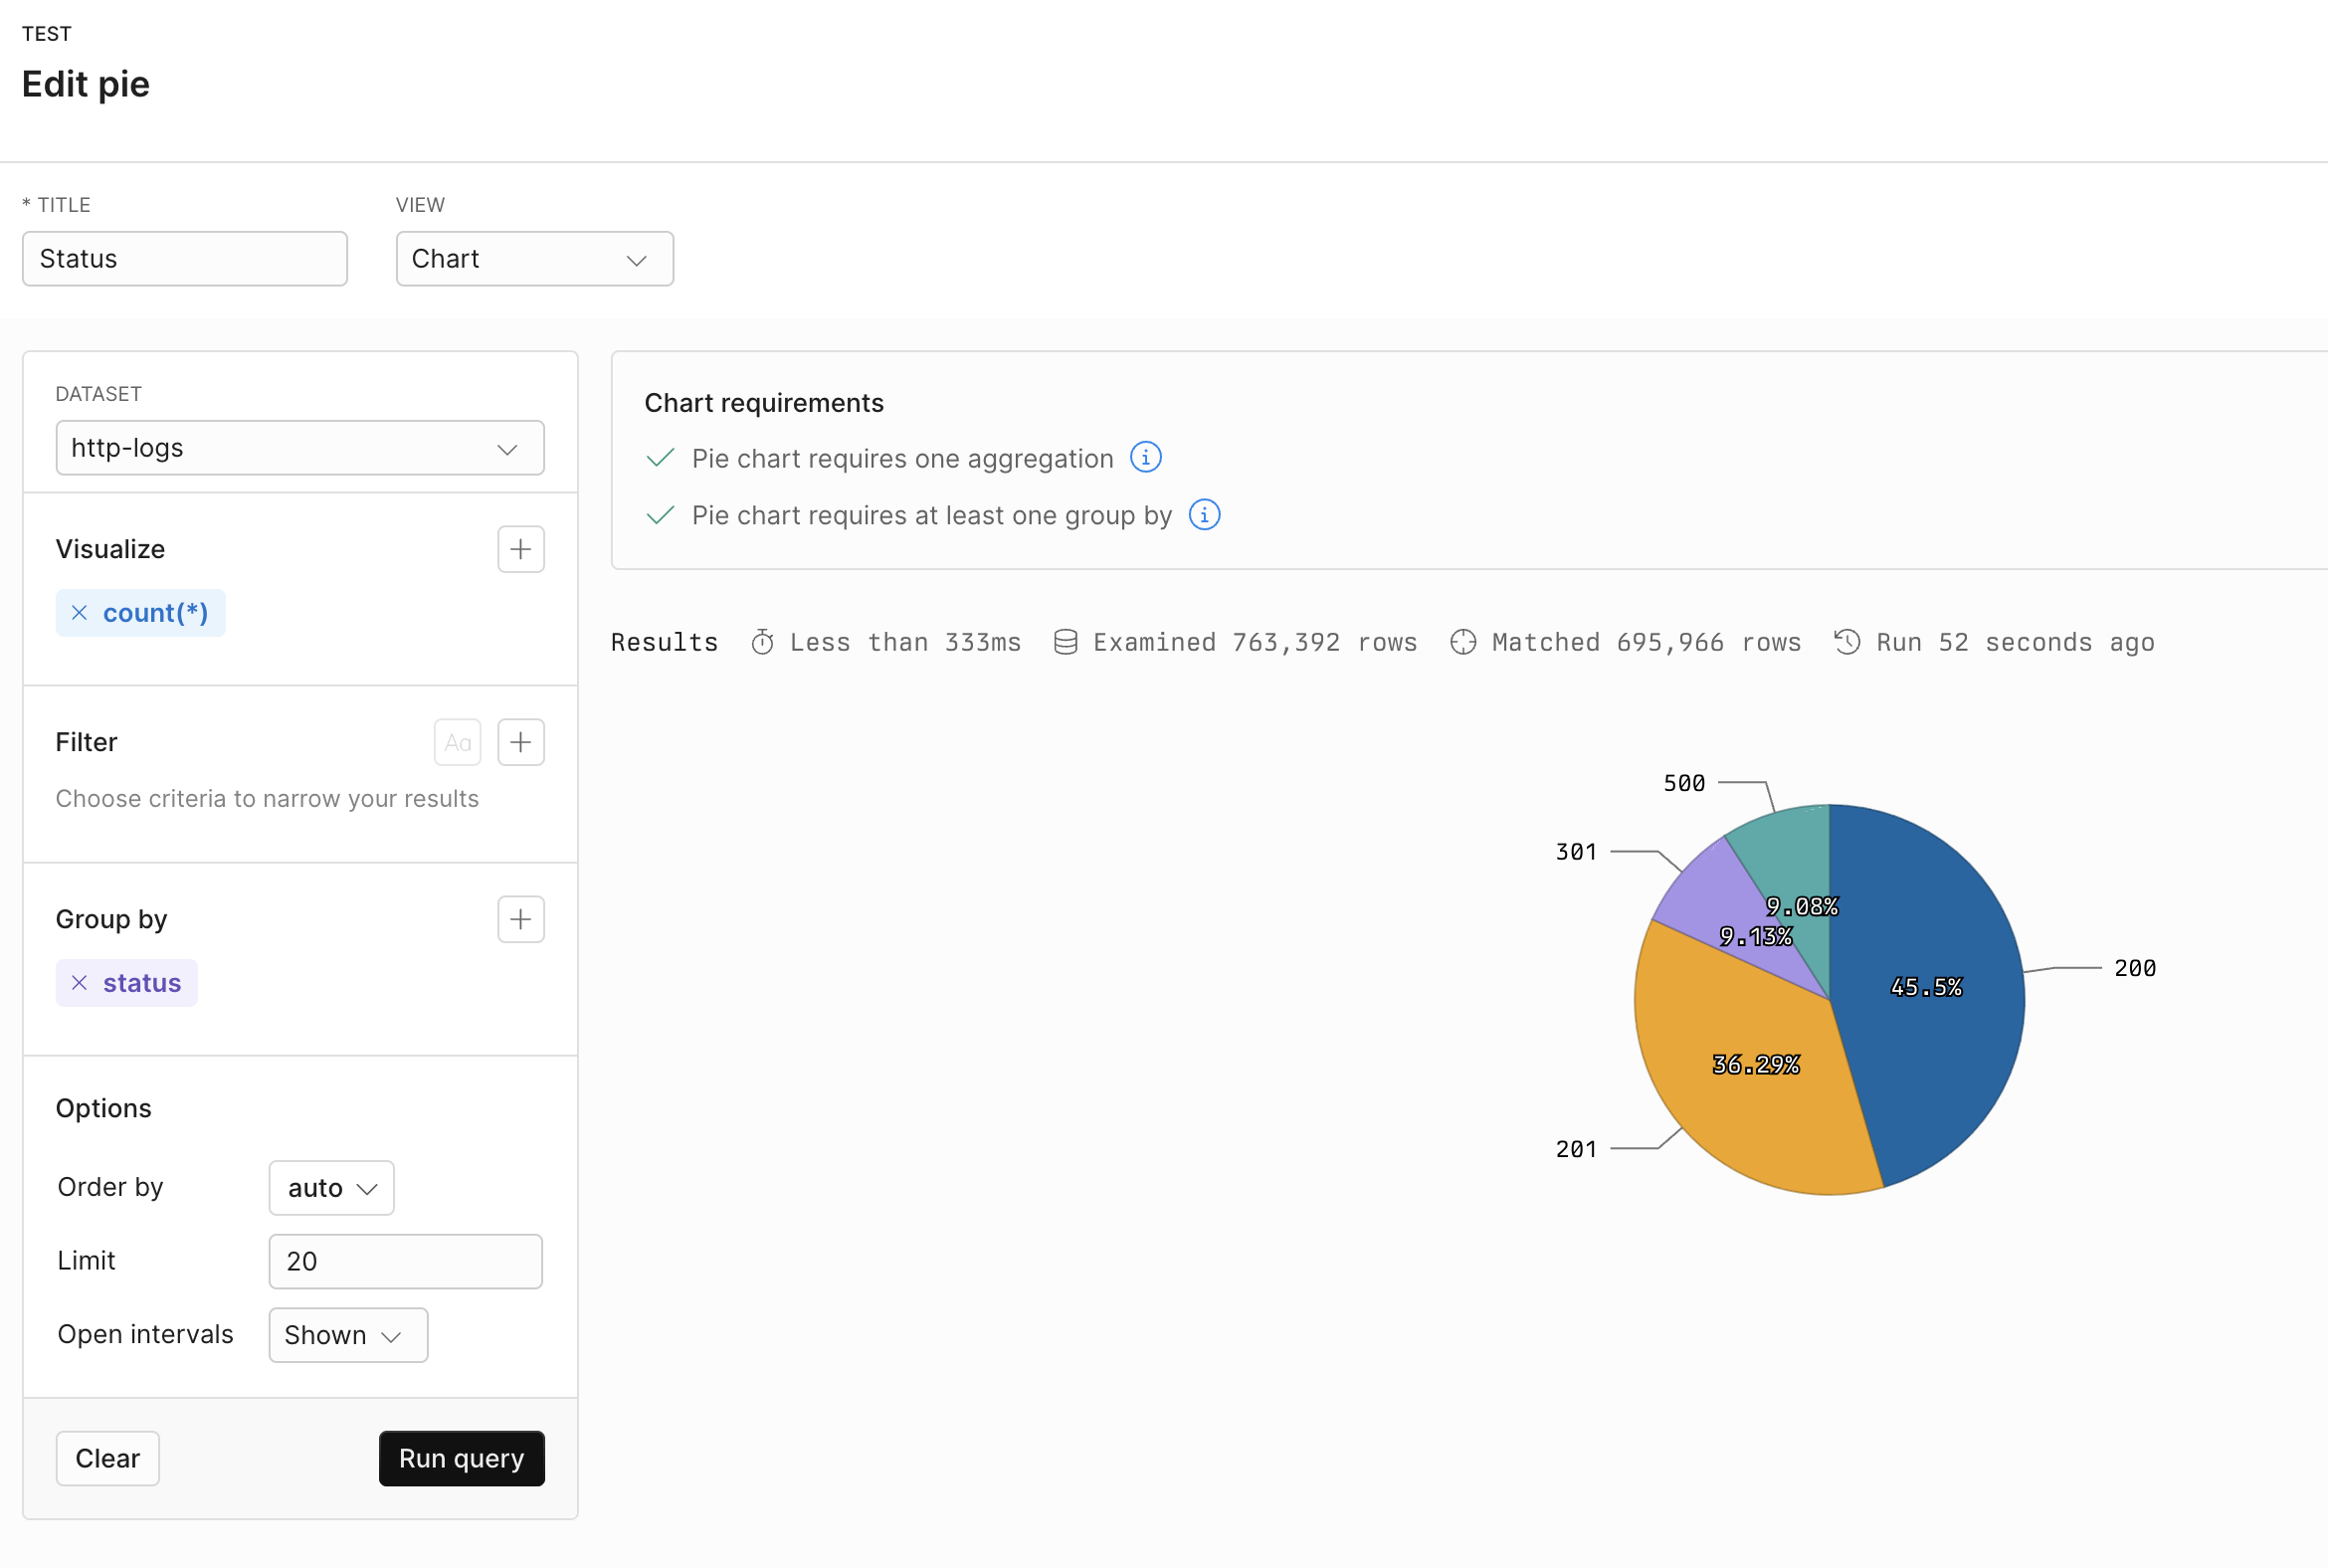 TEST
Edit pie
* TITLE
Status
VIEW
Chart
DATASET
http-logs
Visualize
count(*)
Filter
Aa
Choose criteria to narrow your results
Group by
status
Options
Order by
auto
Limit
20
Open intervals
Shown
Clear
Run query
Chart requirements
Pie chart requires one aggregation
Pie chart requires at least one group by
Results Less than 333ms Examined 763,392 rows Matched 695,966 rows Run 52 seconds ago
500
301
9.08%
9.13%
200
45.5%
36.29%
201